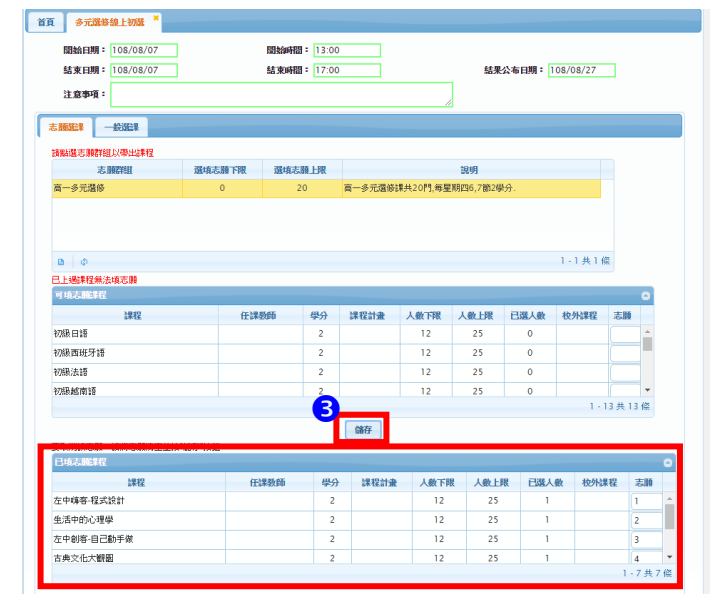 首頁 多元選修線上初選
開始日期： 108/08/07 開始時間： 13:00
結束日期： 108/08/07 結束時間： 17:00 結果公布日期： 108/08/27
注意事項：
志願選課 一般選課
請點選志願群組以帶出課程
志願群組 選填志願下限 選填志願上限 說明
高一多元選修 0 20 高一多元選修課共20門,每星期四6,7節2學分.
1 - 1 共 1 條
已上過課程無法填志願
可填志願課程
課程 任課教師 學分 課程計畫 人數下限 人數上限 已選人數 校外課程 志願
初級日語 2 12 25 0
初級西班牙語 2 12 25 0
初級法語 2 12 25 0
初級越南語 2 12 25 0
1 - 13 共 13 條
3
儲存
已填志願課程
課程 任課教師 學分 課程計畫 人數下限 人數上限 已選人數 校外課程 志願
左中嗨客-程式設計 2 12 25 1 1
生活中的心理學 2 12 25 1 2
左中創客-自己動手做 2 12 25 1 3
古典文化大觀園 2 12 25 1 4
1 - 7 共 7 條